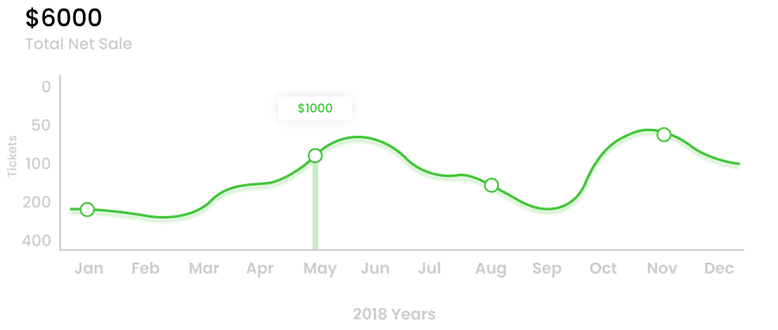 $6000
Total Net Sale
$1000
Tickets
0
50
100
200
400
Jan Feb Mar Apr May Jun Jul Aug Sep Oct Nov Dec
2018 Years